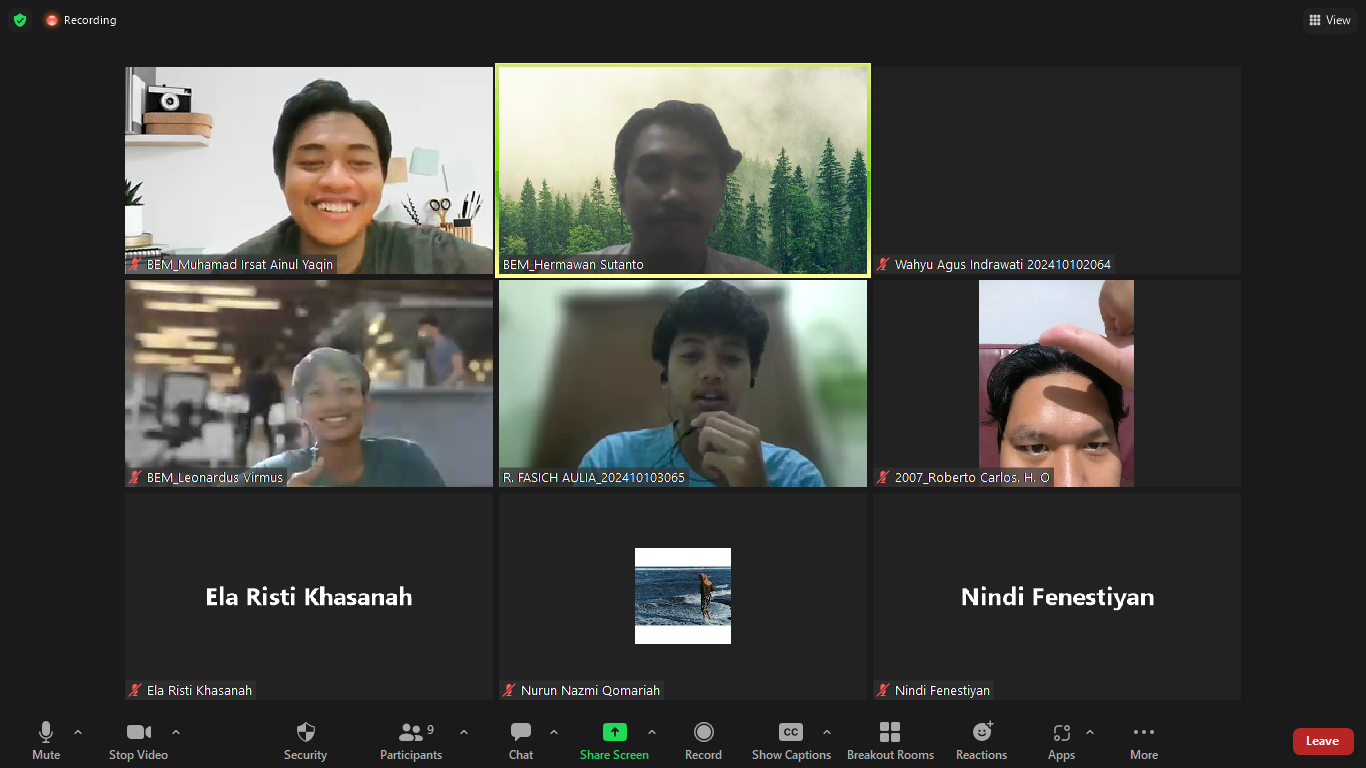 Recording
View
BEM_Muhamad Irsat Ainul Yaqin
BEM_Hermawan Sutanto
Wahyu Agus Indrawati 202410102064
BEM_Leonardus Virmus
R. FASICH AULIA_202410103065
2007_Roberto Carlos. H. O
Ela Risti Khasanah
Nindi Fenestiyan
Ela Risti Khasanah
Nurun Nazmi Qomariah
Nindi Fenestiyan
9
Mute
Stop Video
Security
Participants
Chat
Share Screen
Record
CC
Show Captions
Breakout Rooms
Reactions
Apps
More
Leave